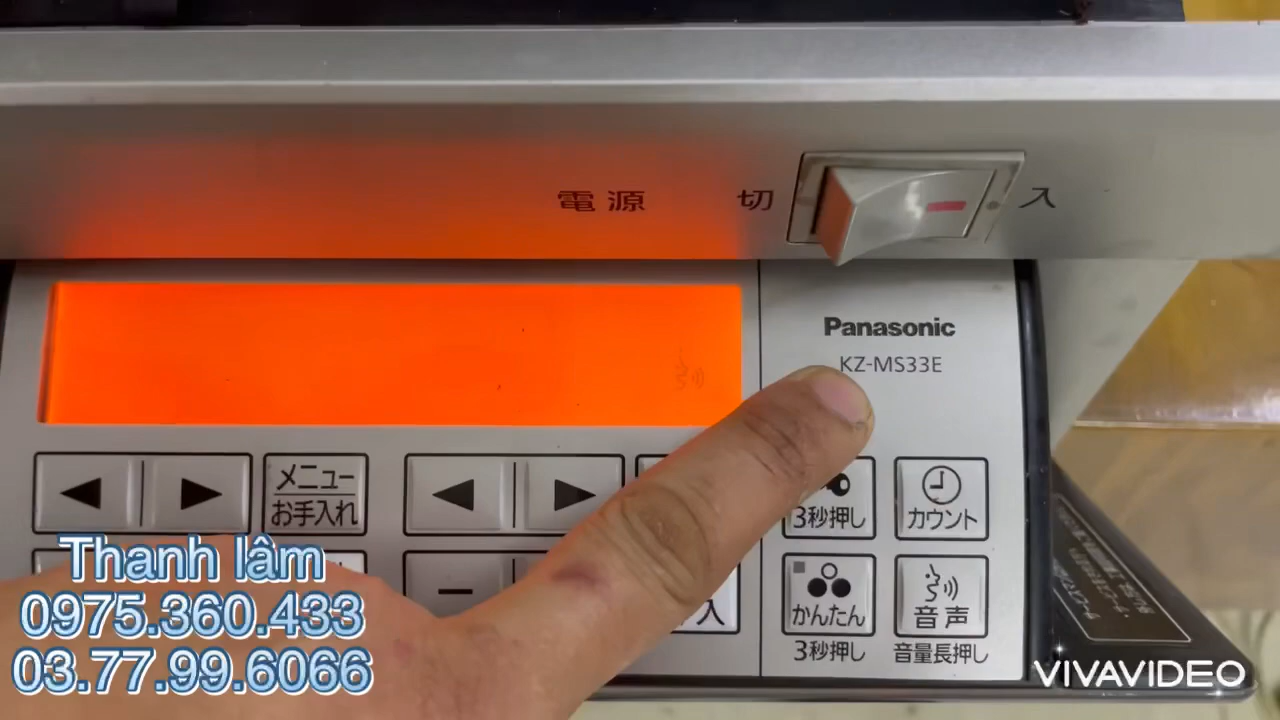 電源 切 入
Panasonic
KZ-MS33E
メニュー
お手入れ
3秒押し
カウント
かんたん
3秒押し
音声
音量長押し
入
Thanh lâm
0975.360.433
03.77.99.6066
VIVAVIDEO